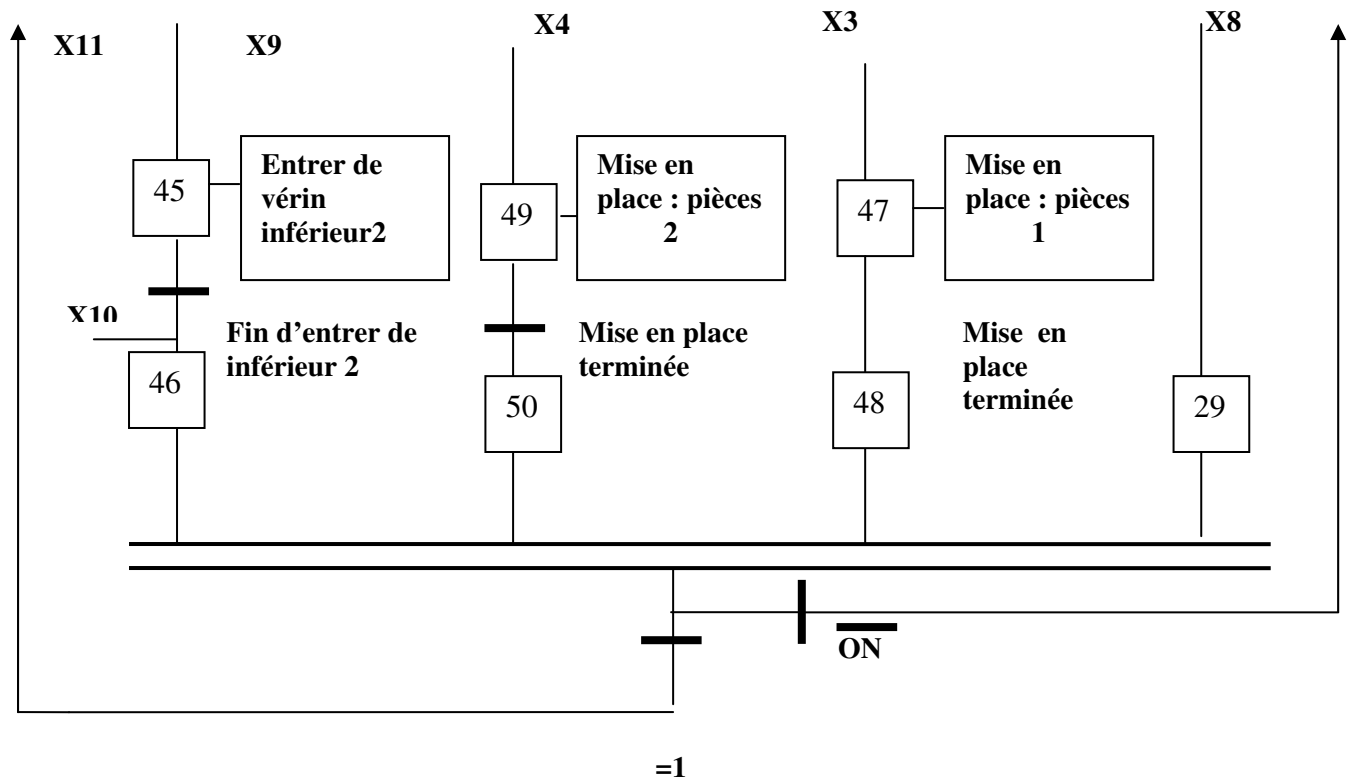 X11
X9
X4
X3
X8
45
Entrer de
vérin
inférieur2
49
Mise en
place : pièces
2
47
Mise en
place : pièces
1
X10
Fin d’entrer de
inférieur 2
Mise en place
terminée
Mise en
place
terminée
46
50
48
29
ON
=1